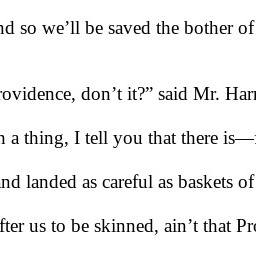 nd so we’ll be saved the bother of
rovidence, don’t it?” said Mr. Harr
a thing, I tell you that there is—
and landed as careful as baskets of
fter us to be skinned, ain’t that Pro